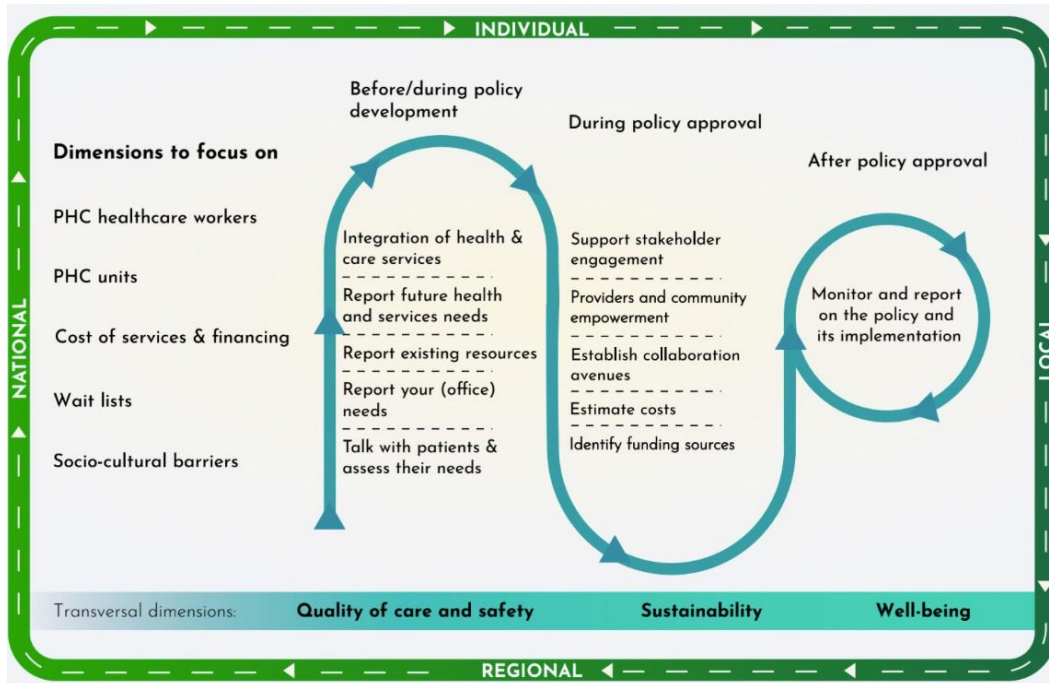 INDIVIDUAL
Before/during policy
development
During policy approval
After policy approval
Dimensions to focus on
PHC healthcare workers
PHC units
Cost of services & financing
Wait lists
Socio-cultural barriers
Integration of health &
care services
Report future health
and services needs
Report existing resources
Report your (office)
needs
Talk with patients &
assess their needs
Support stakeholder
engagement
Providers and community
empowerment
Establish collaboration
avenues
Estimate costs
Identify funding sources
Monitor and report
on the policy and
its implementation
NATIONAL
LOCAL
Transversal dimensions:
Quality of care and safety
Sustainability
Well-being
REGIONAL